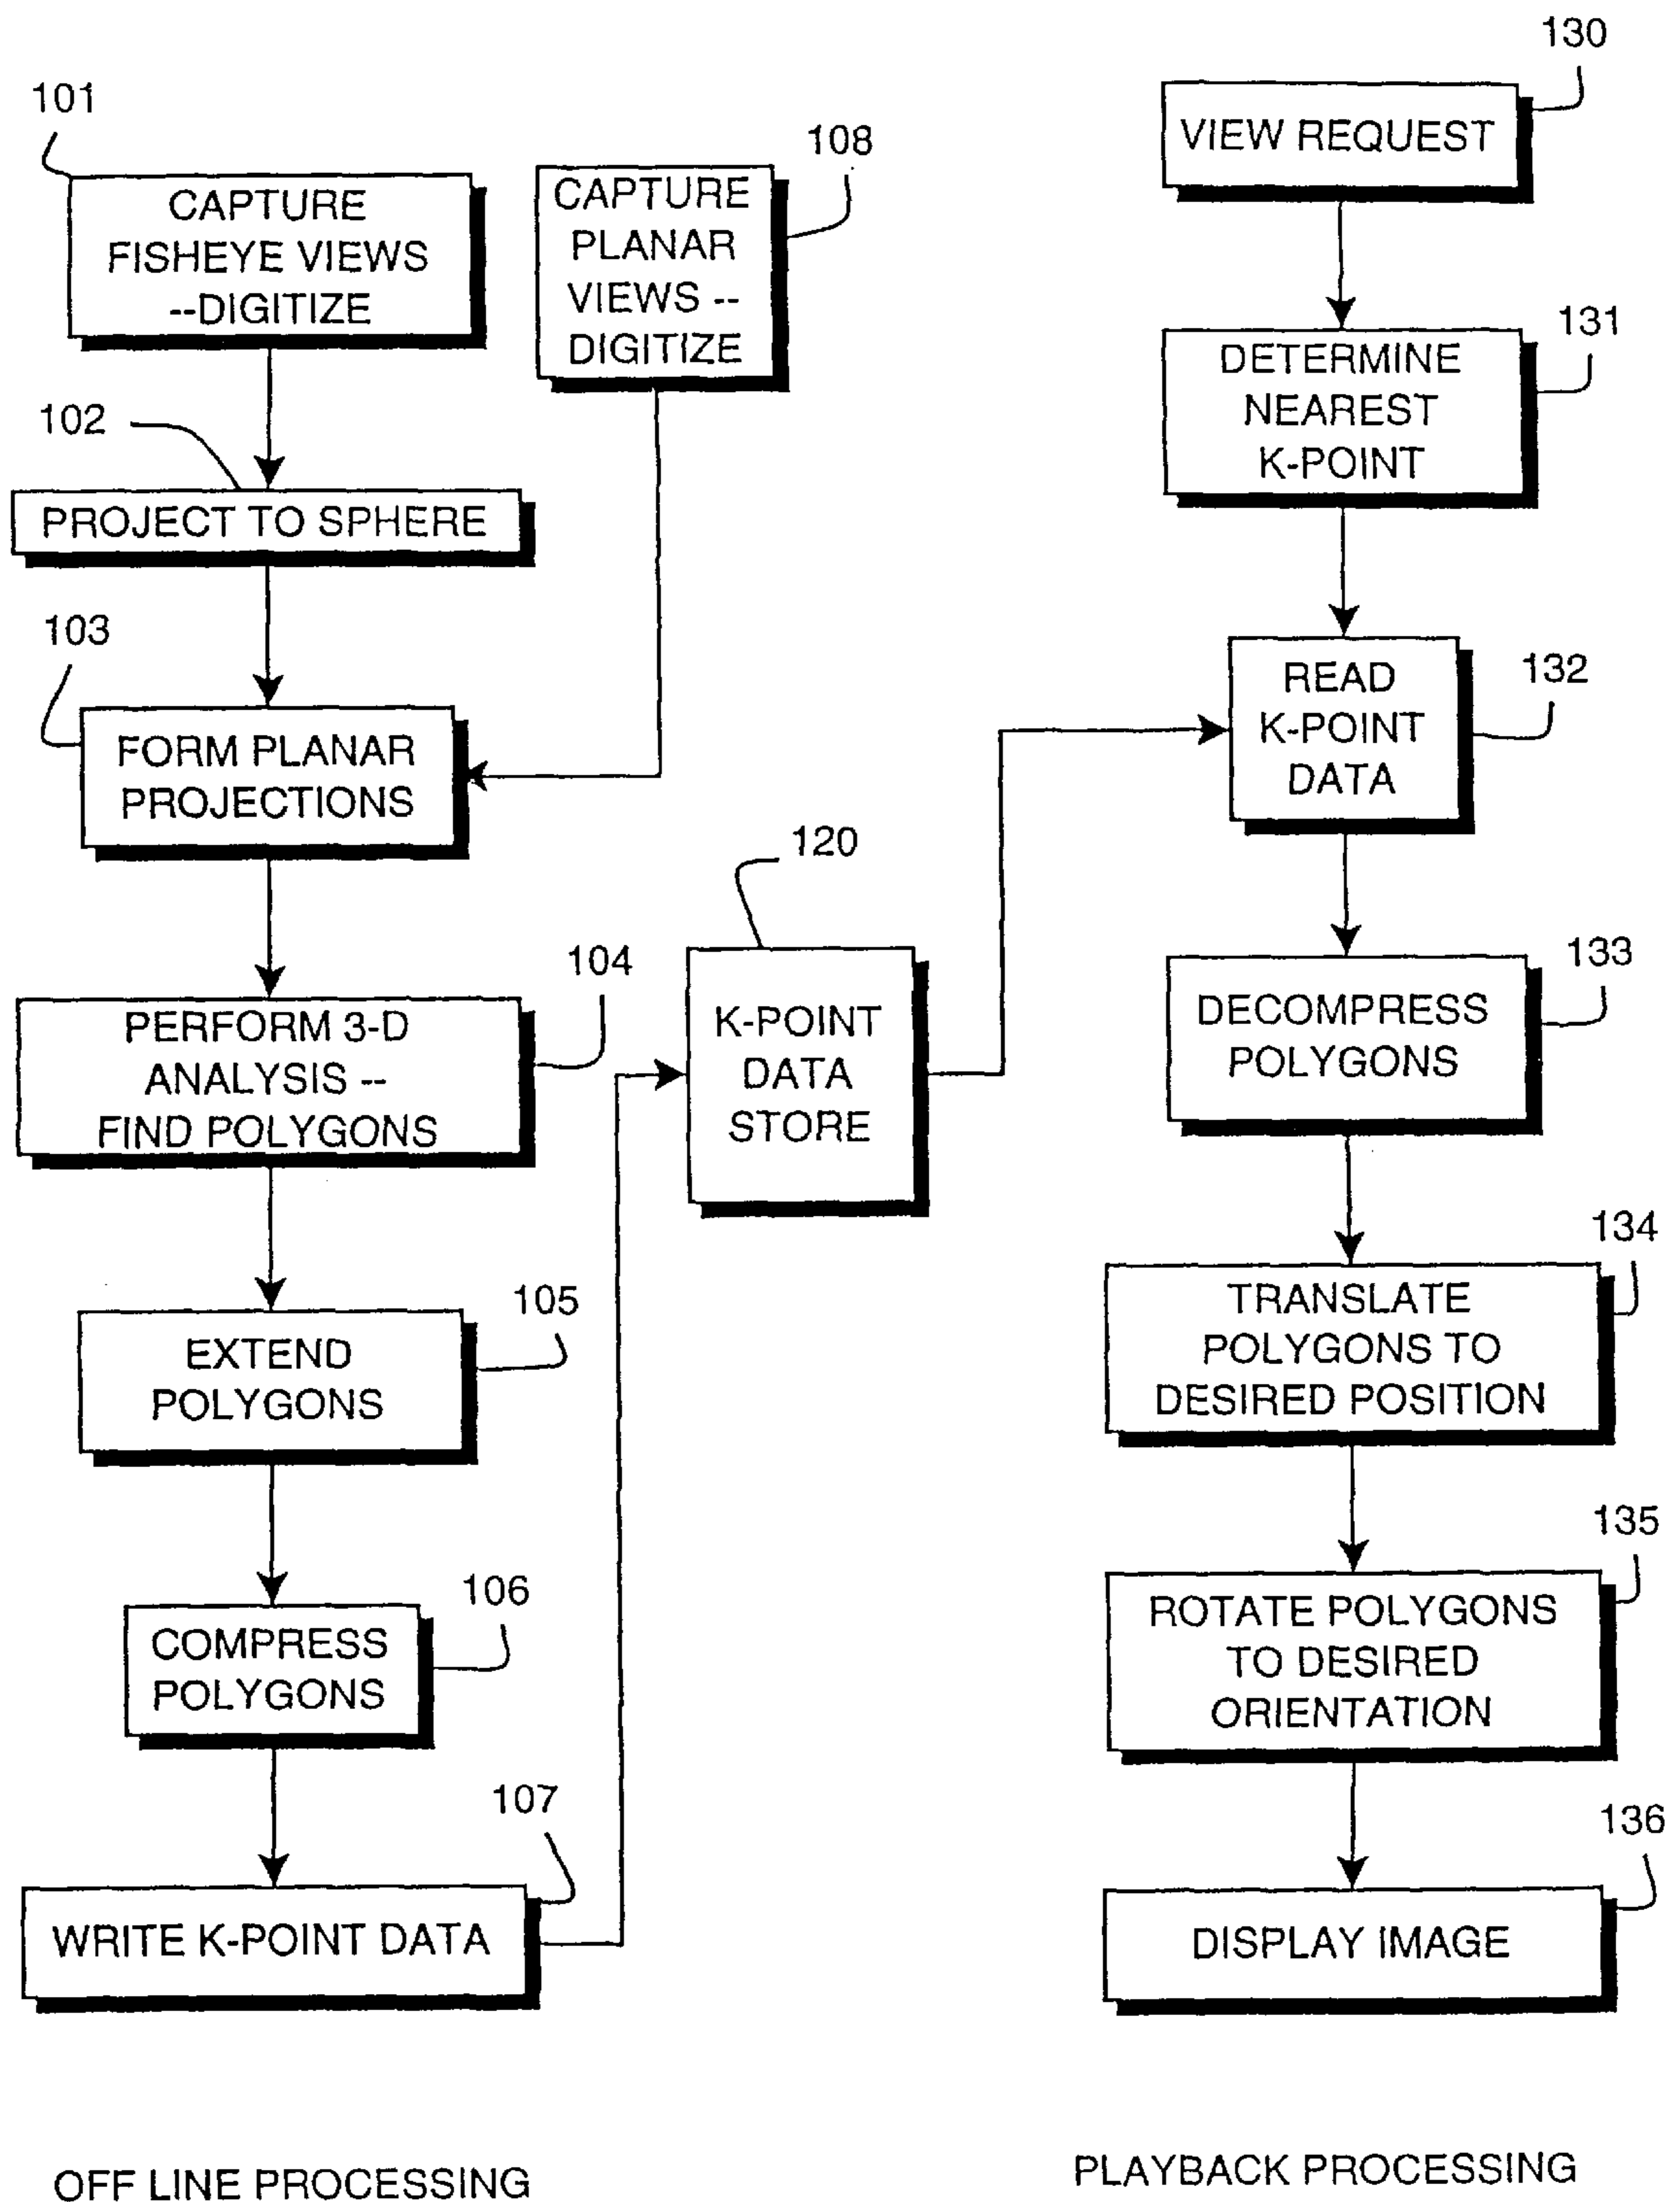 101
CAPTURE
FISHEYE VIEWS
--DIGITIZE
108
CAPTURE
PLANAR
VIEWS --
DIGITIZE
102
PROJECT TO SPHERE
103
FORM PLANAR
PROJECTIONS
104
PERFORM 3-D
ANALYSIS --
FIND POLYGONS
105
EXTEND
POLYGONS
106
COMPRESS
POLYGONS
107
WRITE K-POINT DATA
120
K-POINT
DATA
STORE
130
VIEW REQUEST
131
DETERMINE
NEAREST
K-POINT
132
READ
K-POINT
DATA
133
DECOMPRESS
POLYGONS
134
TRANSLATE
POLYGONS TO
DESIRED POSITION
135
ROTATE POLYGONS
TO DESIRED
ORIENTATION
136
DISPLAY IMAGE
OFF LINE PROCESSING
PLAYBACK PROCESSING